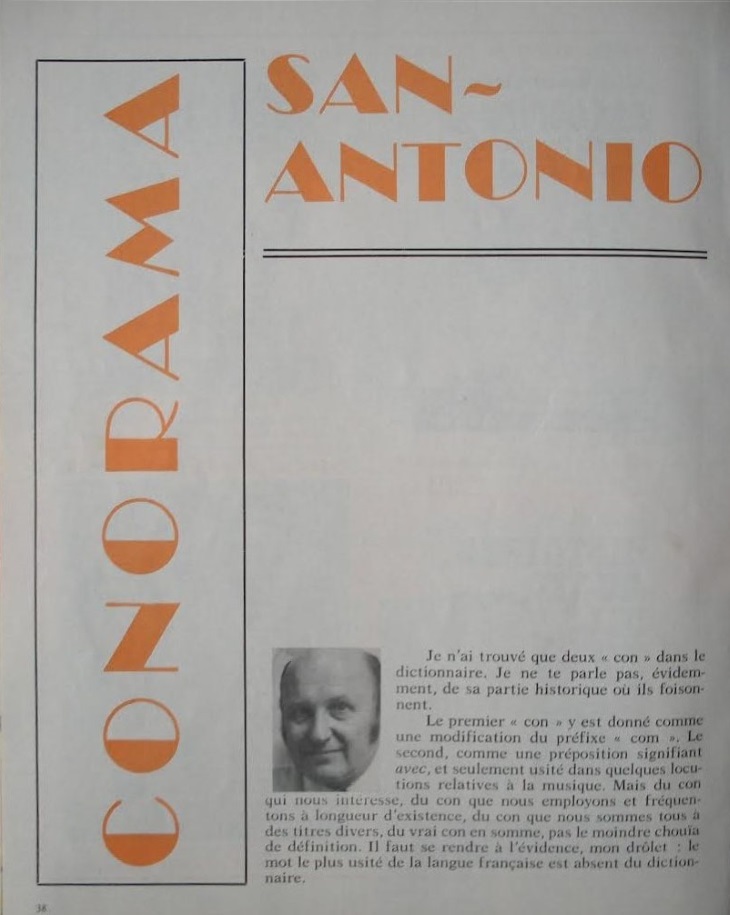 CONORAMA
SAN-
ANTONIO
Je n'ai trouvé que deux « con » dans le
dictionnaire. Je ne te parle pas, évidem-
ment, de sa partie historique où ils foison-
nent.
Le premier « con » y est donné comme
une modification du préfixe « com ». Le
second, comme une préposition signifiant
avec, et seulement usité dans quelques locu-
tions relatives à la musique. Mais du con
qui nous intéresse, du con que nous employons et fréquen-
tons à longueur d'existence, du con que nous sommes tous à
des titres divers, du vrai con en somme, pas le moindre chouia
de définition. Il faut se rendre à l'évidence, mon drôlet : le
mot le plus usité de la langue française est absent du diction-
naire.
38